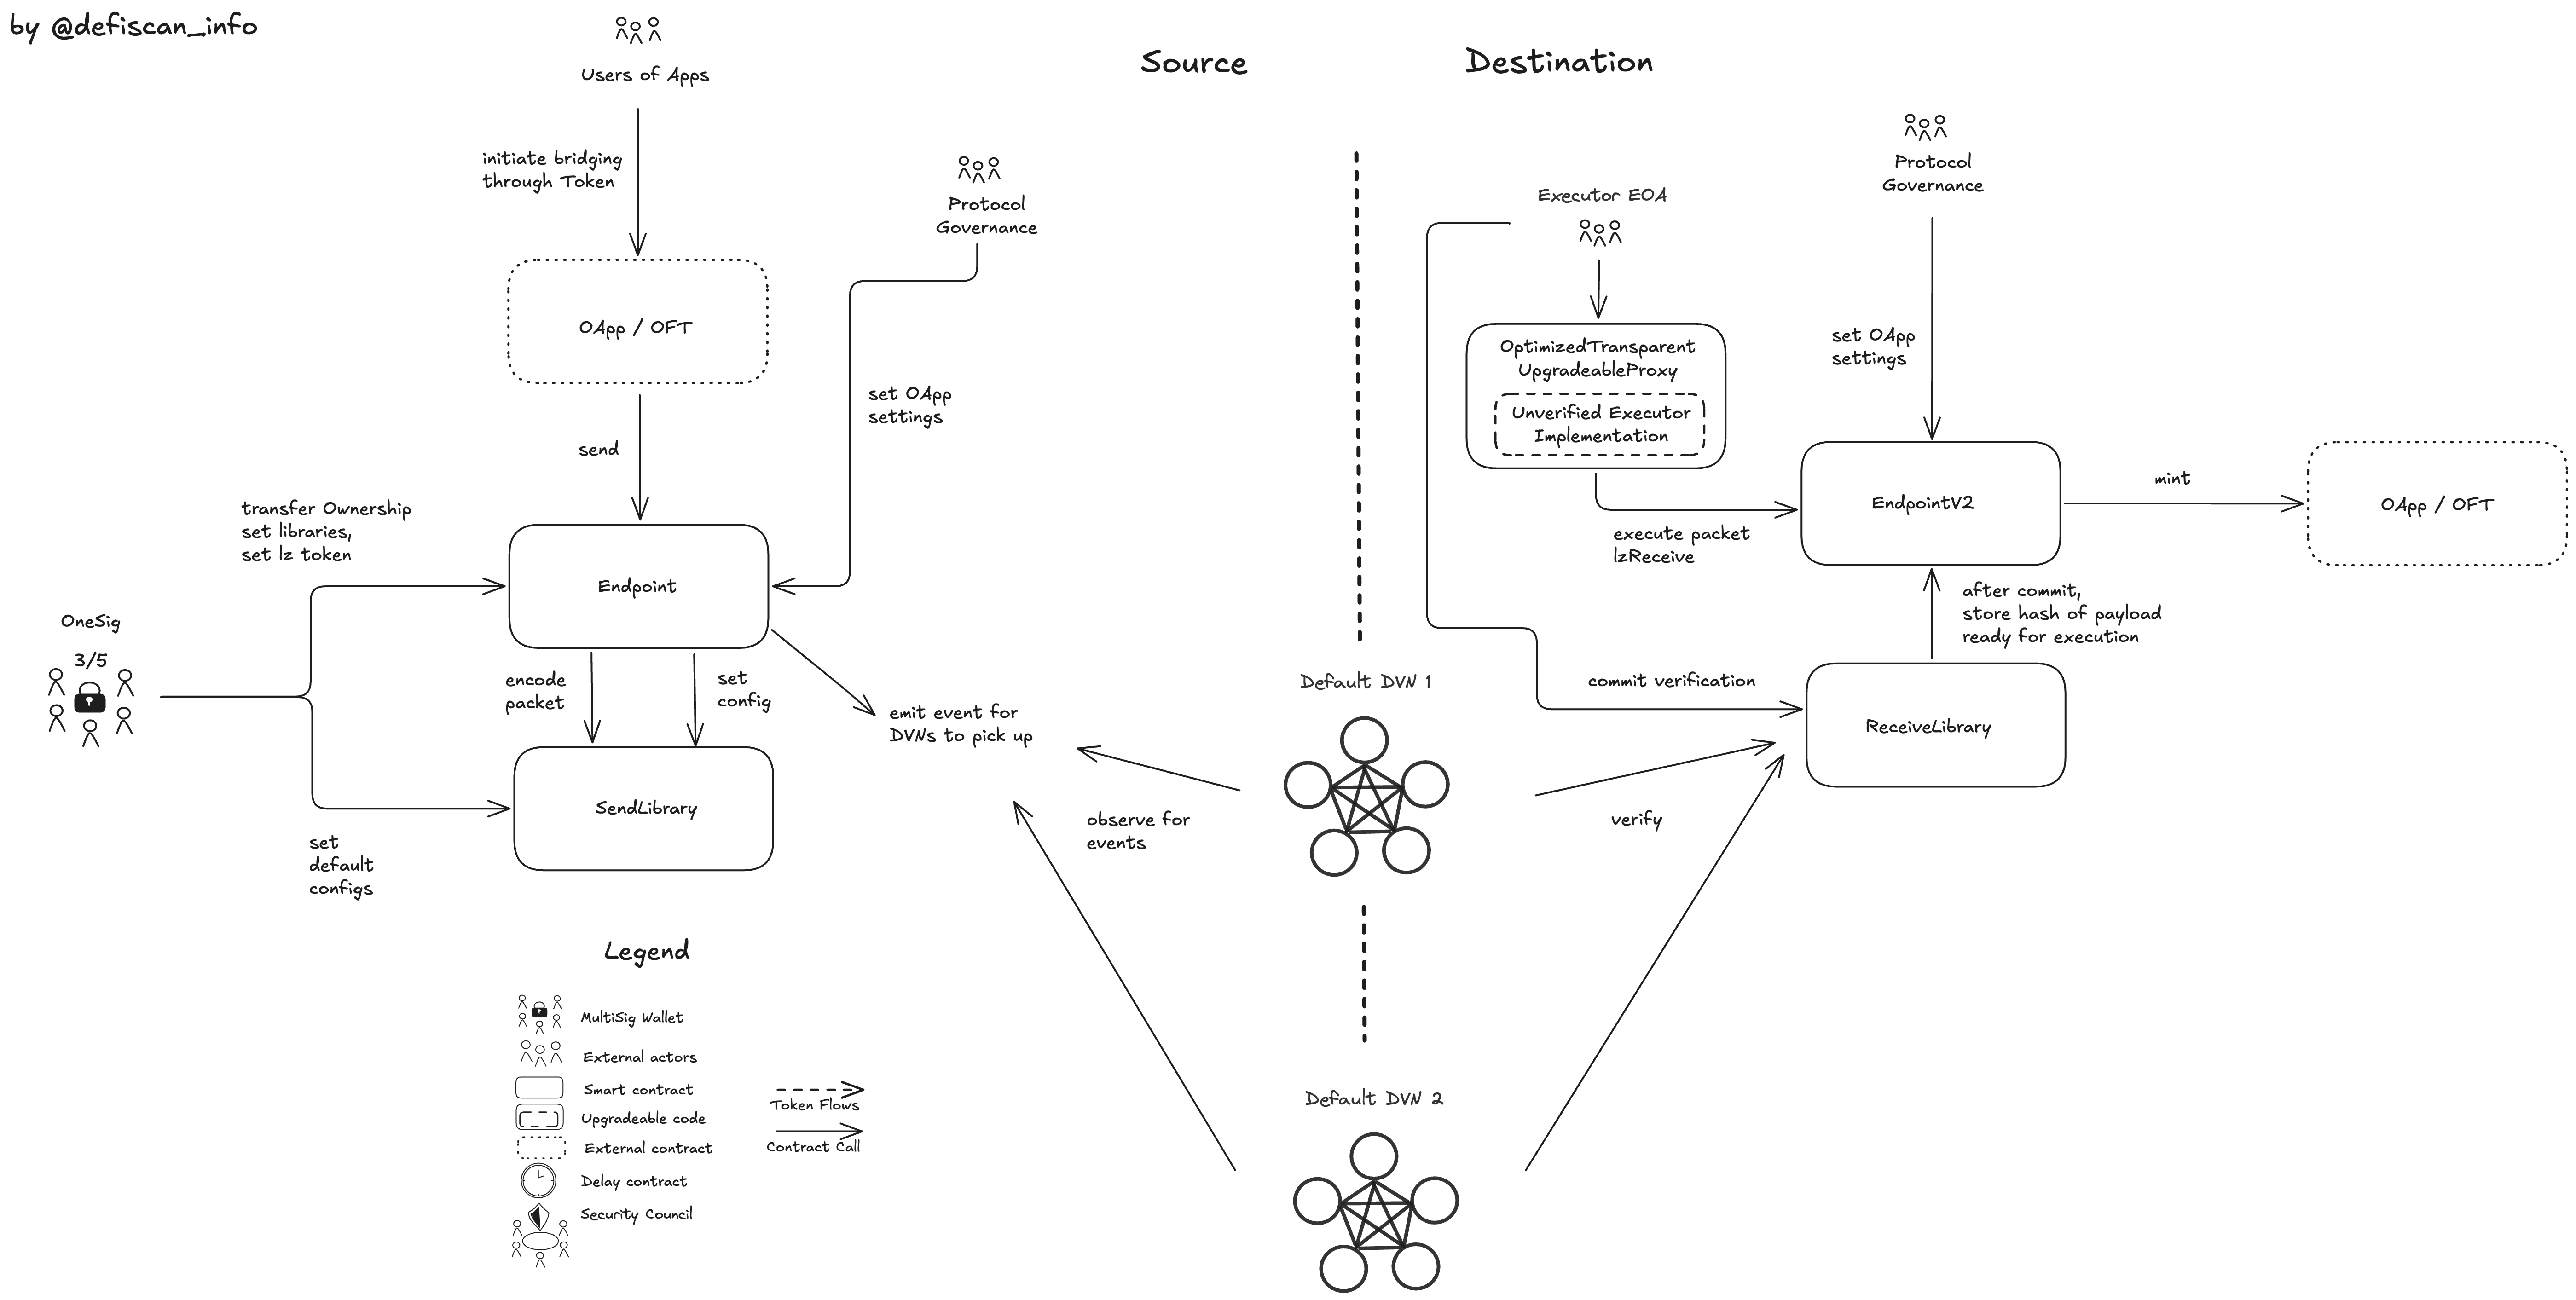 by @defiscan_info
Users of Apps
Source
Destination
initiate bridging
through Token
Protocol
Governance
OApp / OFT
set OApp
settings
send
transfer Ownership
set libraries,
set lz token
Endpoint
OneSig
3/5
encode
packet
set
config
emit event for
DVNs to pick up
SendLibrary
set
default
configs
observe for
events
Executor EOA
OptimizedTransparent
UpgradeableProxy
Unverified Executor
Implementation
Protocol
Governance
set OApp
settings
EndpointV2
mint
OApp / OFT
execute packet
lzReceive
after commit,
store hash of payload
ready for execution
Default DVN 1
commit verification
ReceiveLibrary
verify
Default DVN 2
Legend
MultiSig Wallet
External actors
Smart contract
Upgradeable code
External contract
Delay contract
Security Council
Token Flows
Contract Call